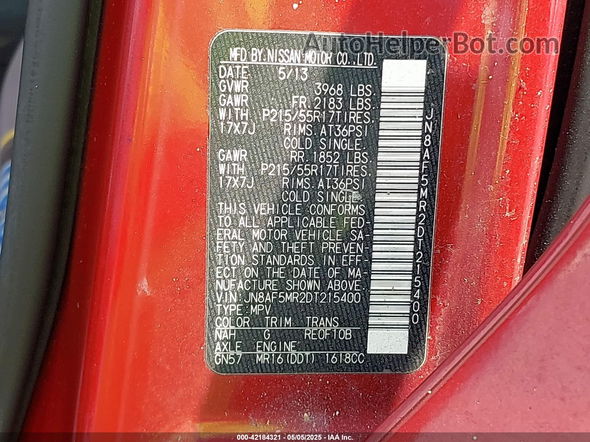 AutoHelperBot.com
MFD BY NISSAN MOTOR CO.,LTD.
DATE 5/13
GVWR 3968 LBS.
GAWR FR. 2183 LBS.
WITH P215/55R17TIRES.
17X7J RIMS. AT36PSI
COLD SINGLE.
GAWR RR. 1852 LBS.
WITH P215/55R17TIRES.
17X7J RIMS. AT36PSI
COLD SINGLE.
THIS VEHICLE CONFORMS
TO ALL APPLICABLE FED-
ERAL MOTOR VEHICLE SA-
FETY AND THEFT PREVEN-
TION STANDARDS IN EFF-
ECT ON THE DATE OF MA-
NUFACTURE SHOWN ABOVE.
VIN: JN8AF5MR2DT215400
TYPE: MPV
COLOR TRIM TRANS
NAH G RE0F10B
AXLE ENGINE
GN57 MR16(DDT) 1618CC
JN8AF5MR2DT215400
000-42184321 - 05/05/2025 - IAA Inc.